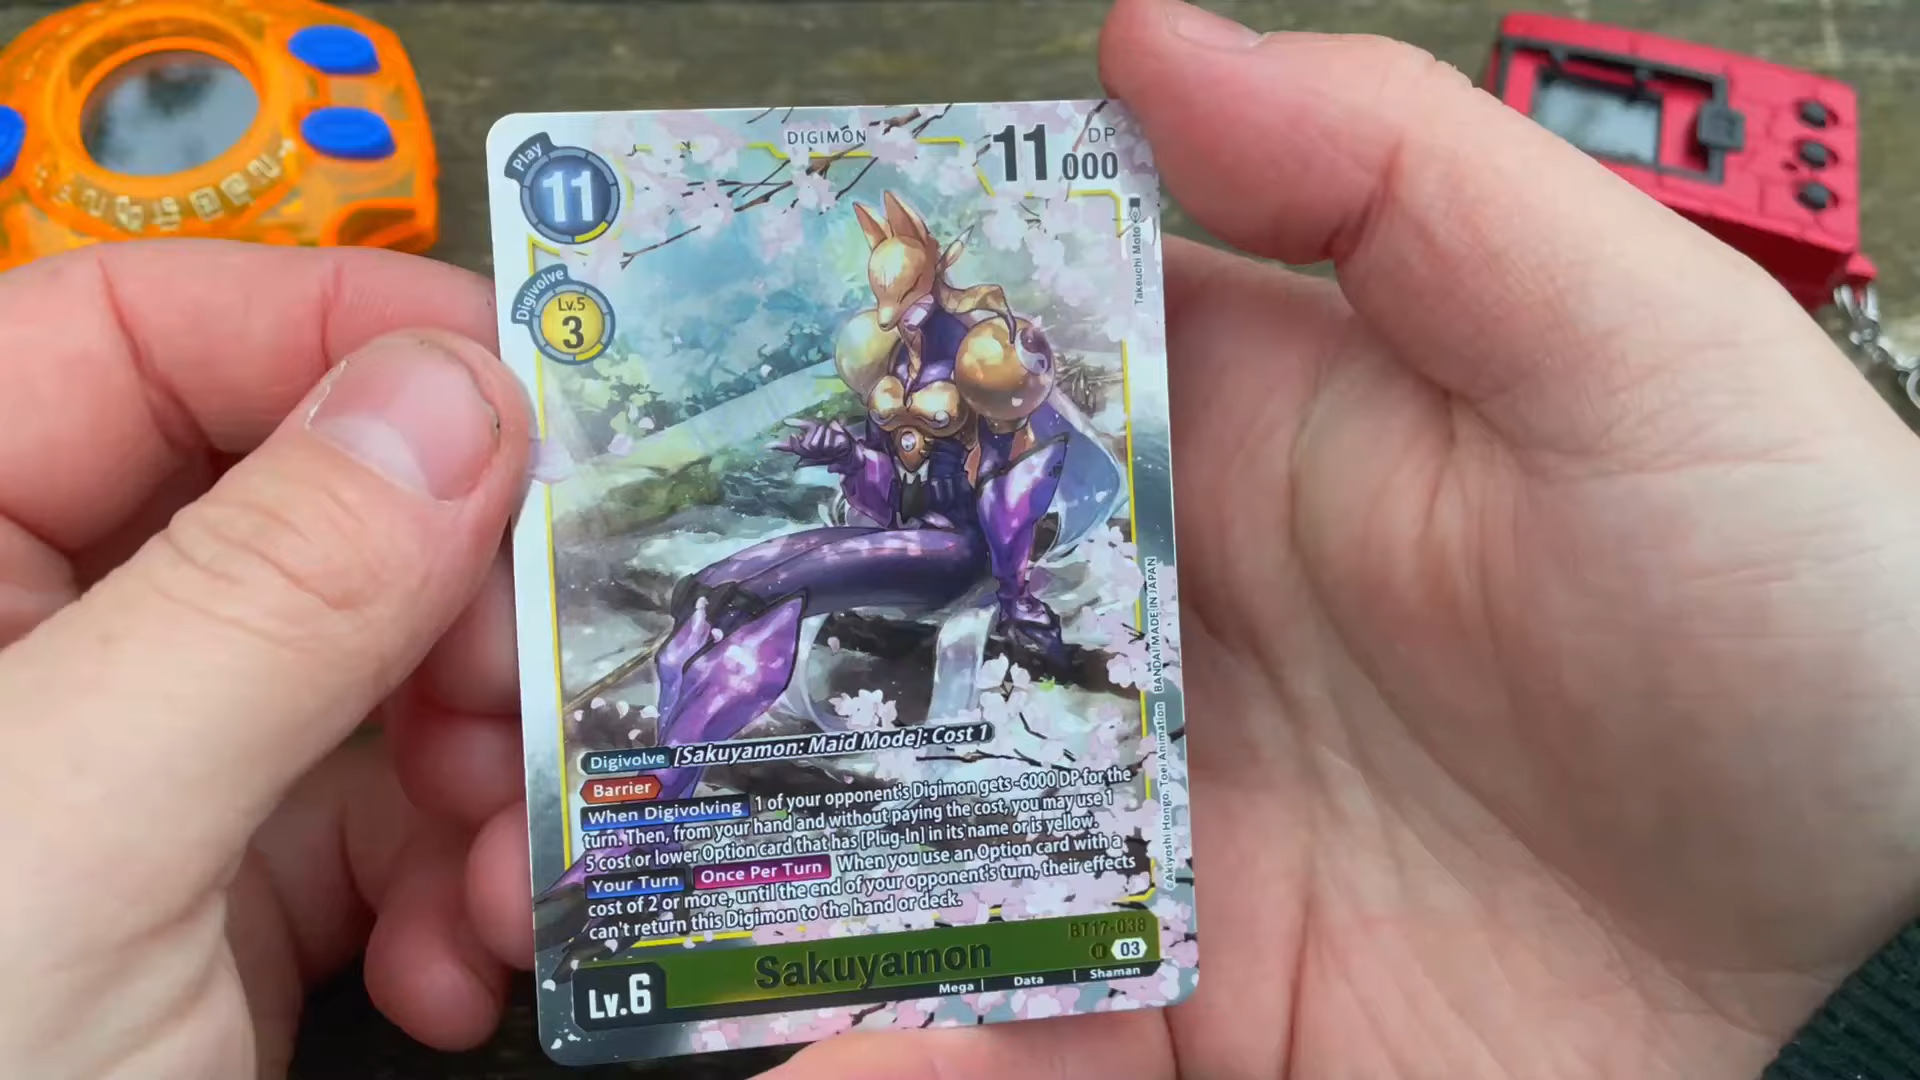 DIGIMON
Play
11
11000 DP
Digivolve
Lv.5
3
Takeuchi Moto
Digivolve [Sakuyamon: Maid Mode]: Cost 1
Barrier
When Digivolving 1 of your opponent's Digimon gets -6000 DP for the
turn. Then, from your hand and without paying the cost, you may use 1
5 cost or lower Option card that has [Plug-In] in its name or is yellow.
Your Turn Once Per Turn When you use an Option card with a
cost of 2 or more, until the end of your opponent's turn, their effects
can't return this Digimon to the hand or deck.
©Akiyoshi Hongo, Toei Animation BANDAI MADE IN JAPAN
BT17-038
Sakuyamon
03
Lv.6
Mega | Data | Shaman